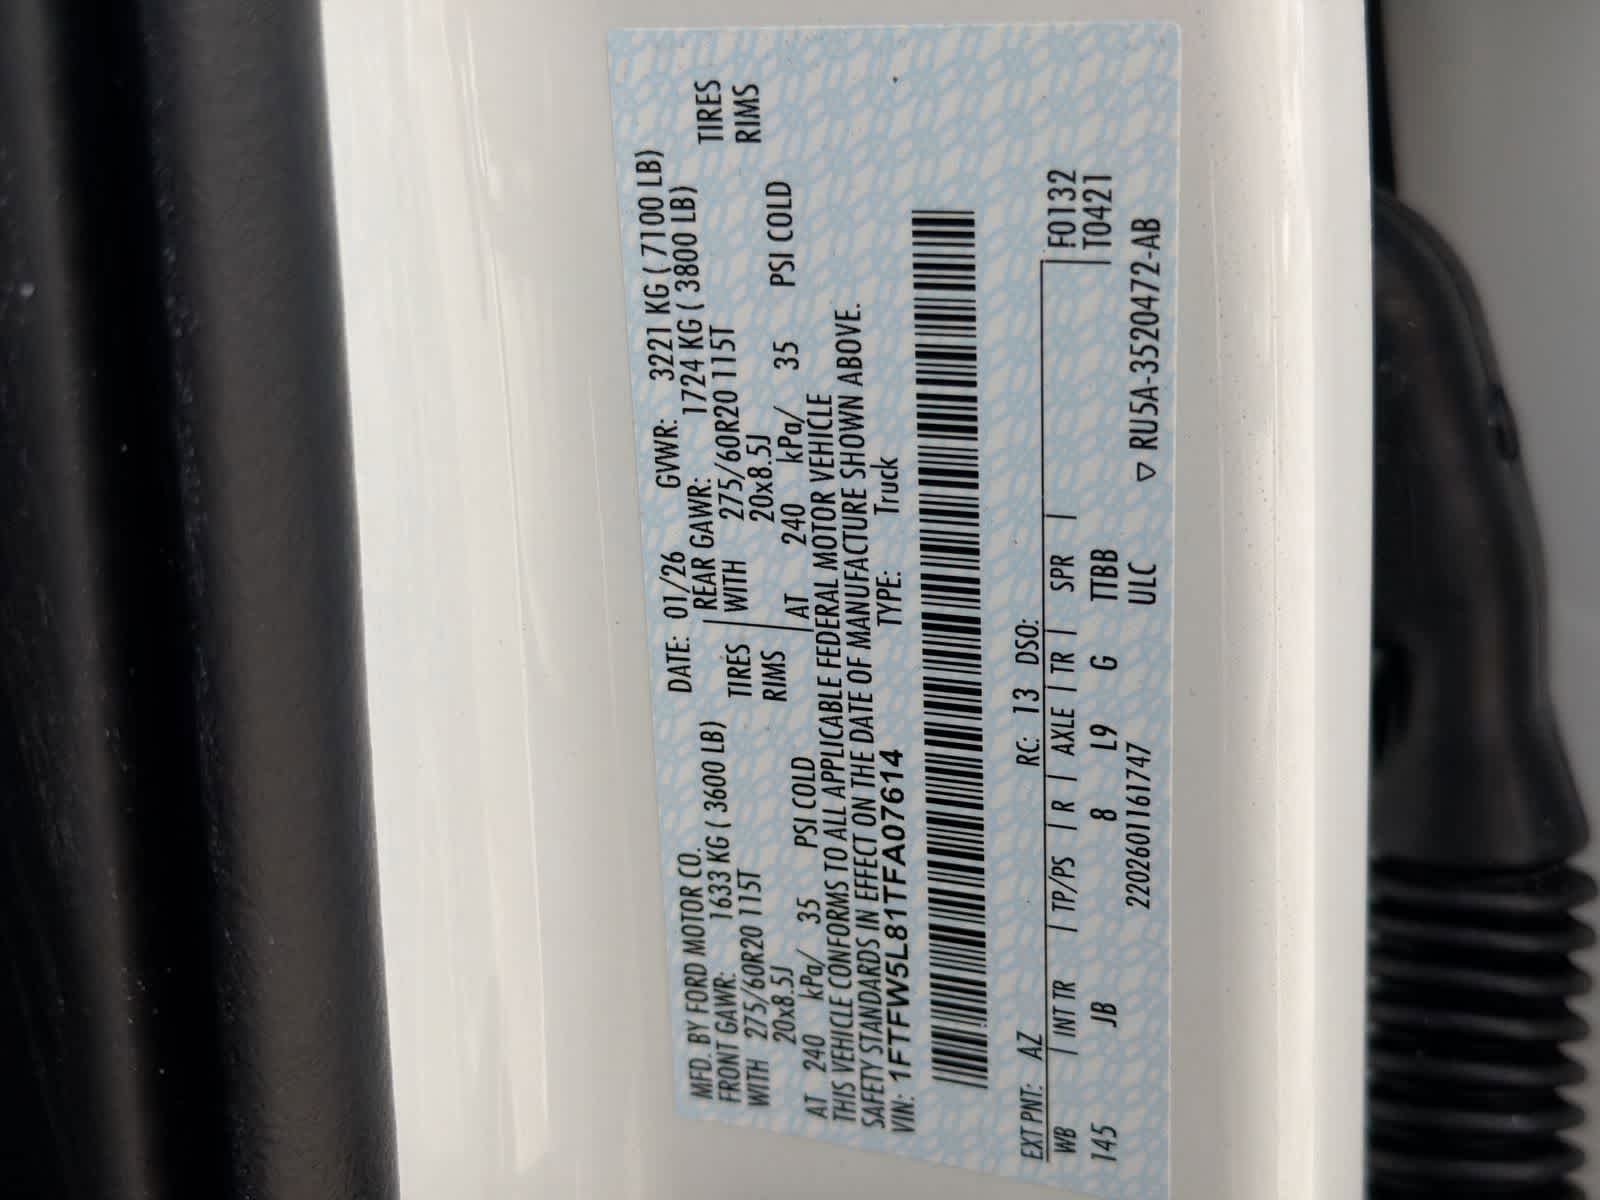 MFD. BY FORD MOTOR CO.
DATE: 01/26 GVWR: 3221 KG ( 7100 LB)
FRONT GAWR: 1633 KG ( 3600 LB) REAR GAWR: 1724 KG ( 3800 LB)
WITH 275/60R20 115T TIRES WITH 275/60R20 115T TIRES
20x8.5J RIMS 20x8.5J RIMS
AT 240 kPa/ 35 PSI COLD AT 240 kPa/ 35 PSI COLD
THIS VEHICLE CONFORMS TO ALL APPLICABLE FEDERAL MOTOR VEHICLE
SAFETY STANDARDS IN EFFECT ON THE DATE OF MANUFACTURE SHOWN ABOVE.
VIN: 1FTFW5L81TFA07614 TYPE: Truck
EXT PNT: AZ RC: 13 DSO: F0132
WB | INT TR | TP/PS | R | AXLE | TR | SPR | T0421
145 JB 8 L9 G TTBB
2202601161747 ULC ▽ RU5A-3520472-AB